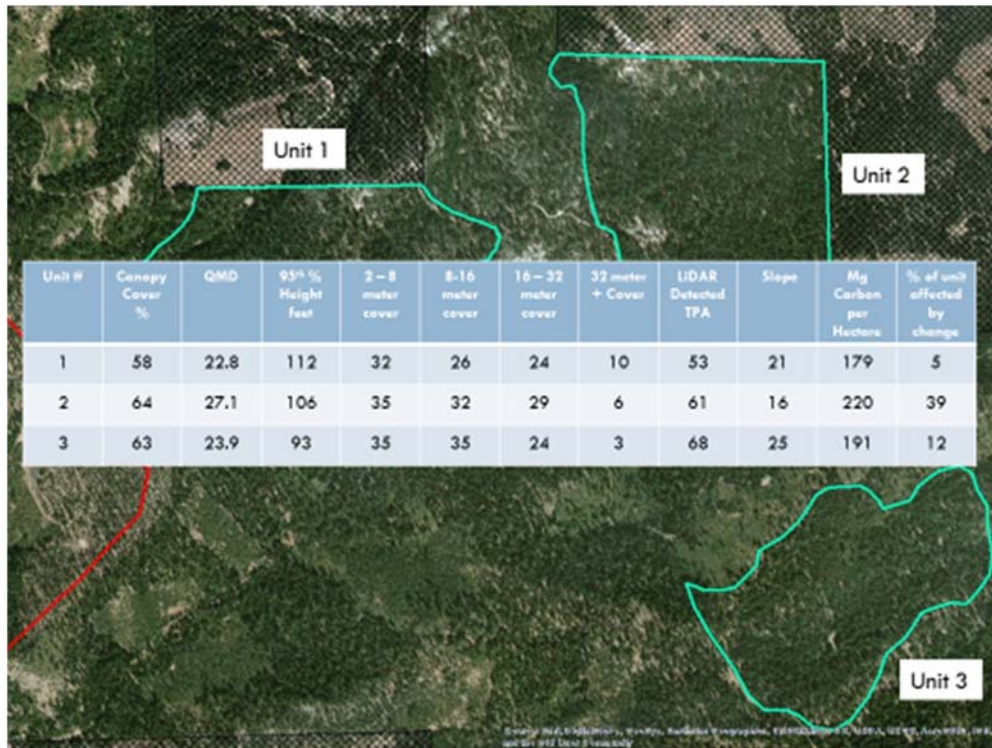 Unit 1
Unit 2
Unit # Canopy Cover % QMD 95th % Height feet 2 – 8 meter cover 8-16 meter cover 16 – 32 meter cover 32 meter + Cover LiDAR Detected TPA Slope Mg Carbon per Hectare % of unit affected by change
1 58 22.8 112 32 26 24 10 53 21 179 5
2 64 27.1 106 35 32 29 6 61 16 220 39
3 63 23.9 93 35 35 24 3 68 25 191 12
Unit 3